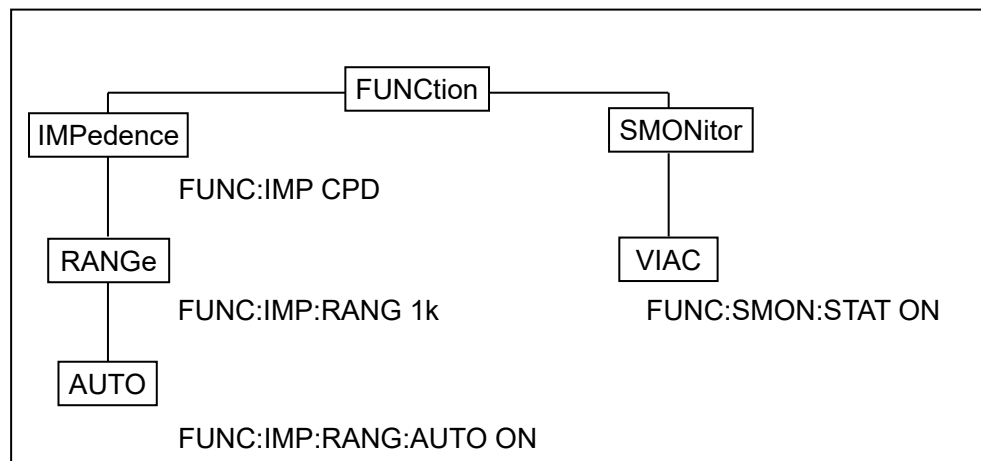 FUNCtion
IMPedence
SMONitor
FUNC:IMP CPD
RANGe
VIAC
FUNC:IMP:RANG 1k
FUNC:SMON:STAT ON
AUTO
FUNC:IMP:RANG:AUTO ON